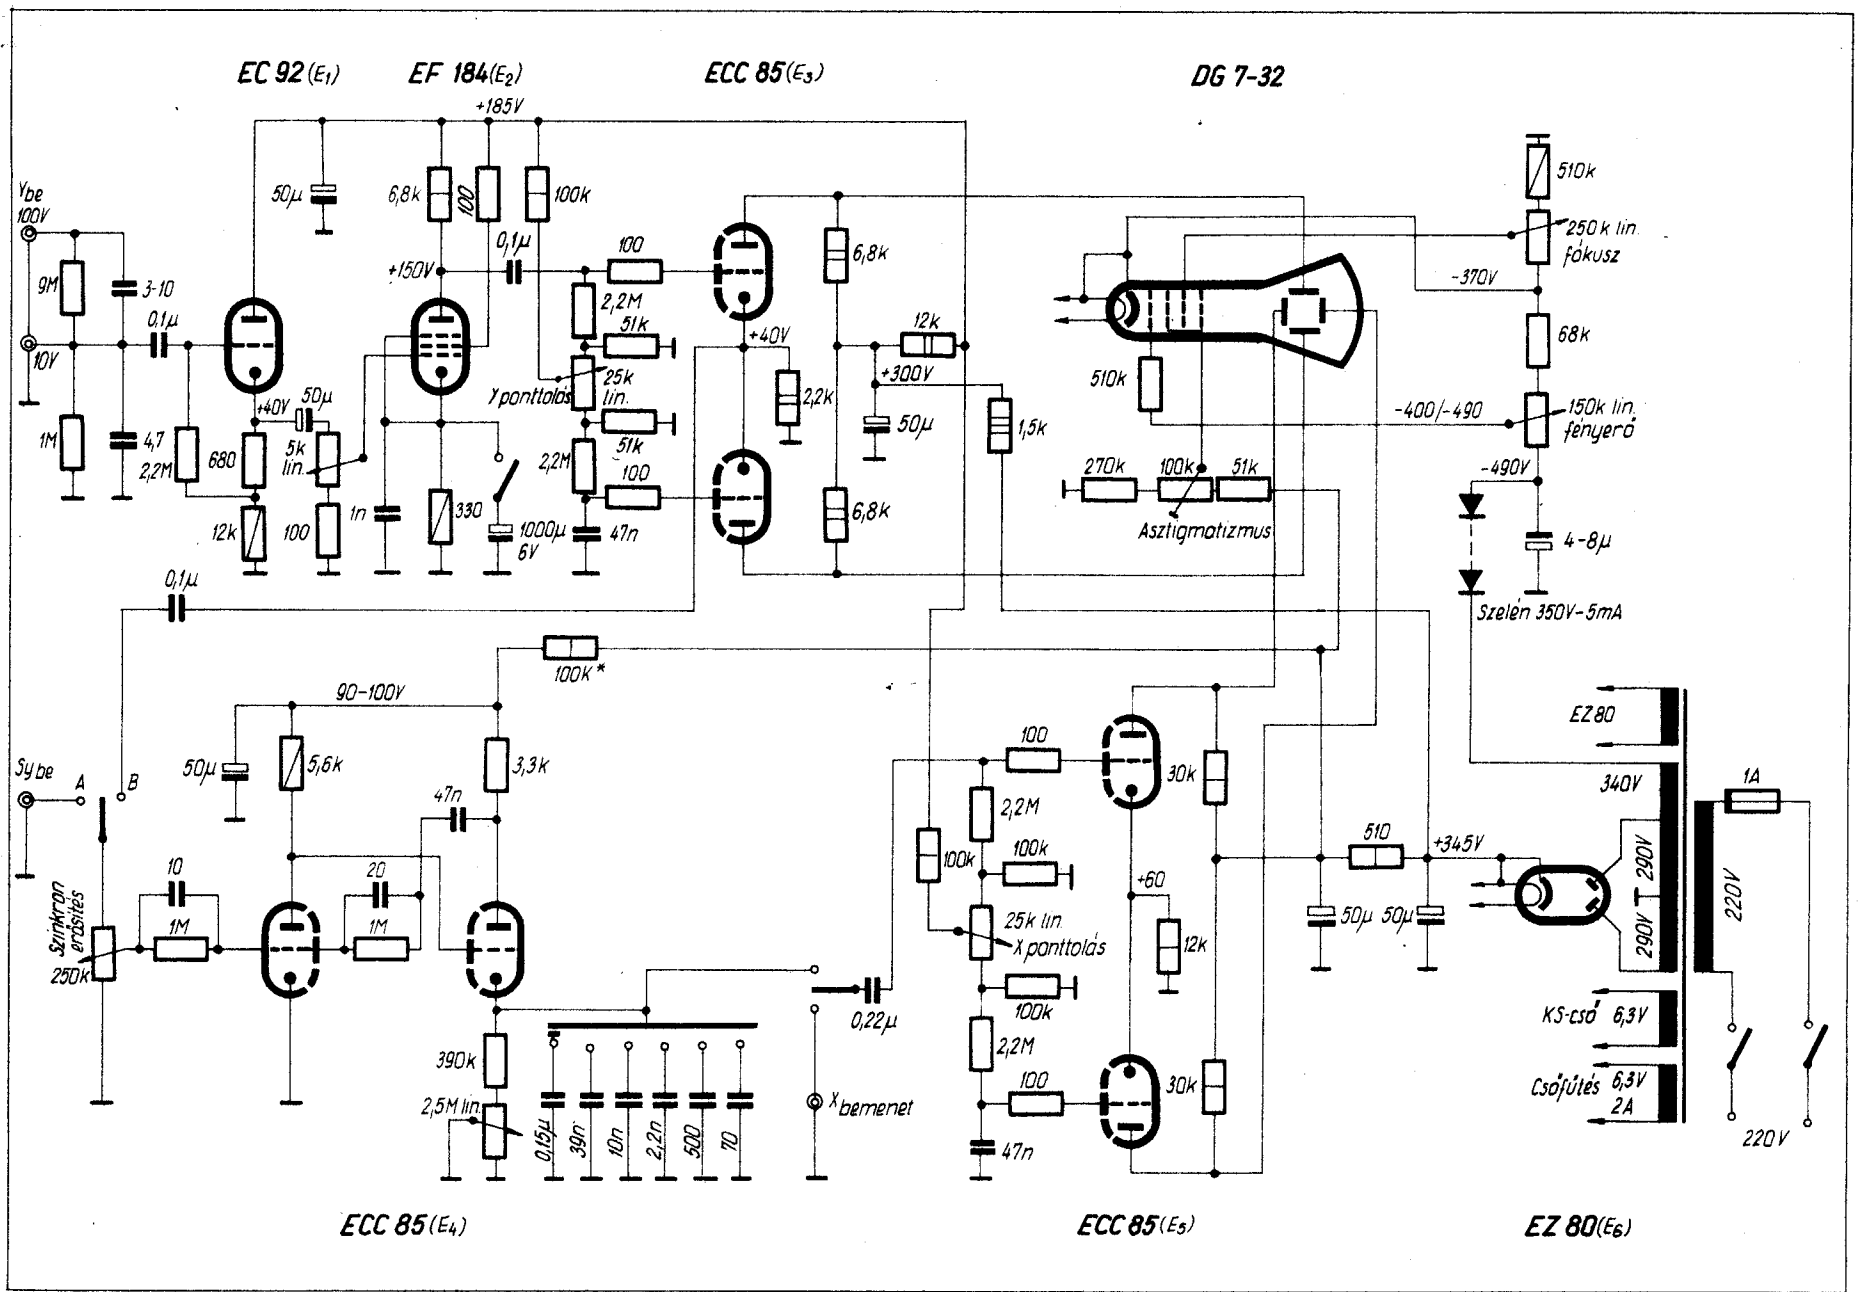 EC 92 (E1)
EF 184 (E2)
ECC 85 (E3)
DG 7-32
+185V
Ybe
100V
9M
3-10
0,1µ
10V
1M
4,7
2,2M
50µ
+40V
50µ
680
5k
lin.
12k
100
6,8k
100
100k
+150V
0,1µ
1n
330
1000µ
6V
100
2,2M
51k
25k
lin.
Y ponttolás
51k
2,2M
100
47n
+40V
2,2k
6,8k
6,8k
12k
+300V
50µ
1,5k
510k
270k
100k
51k
Asztigmatizmus
510k
250k lin.
fókusz
-370V
68k
-400/-490
150k lin.
fényerő
-490V
4-8µ
Szelén 350V-5mA
0,1µ
100K*
90-100V
50µ
5,6k
3,3k
47n
Sybe
A
B
Szinkron
erősítés
250k
10
1M
20
1M
390k
2,5M lin.
0,15µ
39n
10n
2,2n
500
70
0,22µ
Xbemenet
100
2,2M
100k
100k
25k lin.
X ponttolás
100k
2,2M
100
47n
+60
12k
30k
30k
510
+345V
50µ
50µ
EZ80
340V
290V
290V
220V
1A
KS-cső 6,3V
Csőfűtés 6,3V
2A
220V
ECC 85 (E4)
ECC 85 (E5)
EZ 80 (E6)